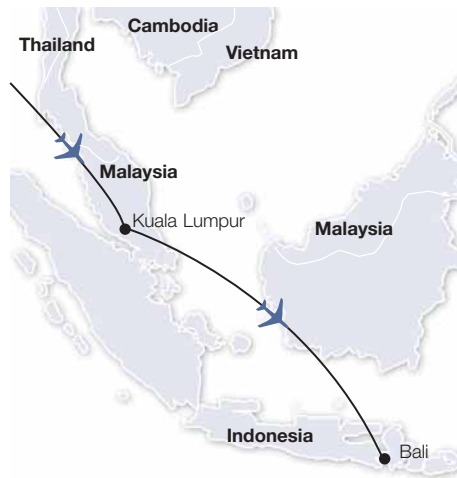 Cambodia
Thailand
Vietnam
Malaysia
Kuala Lumpur
Malaysia
Indonesia
Bali